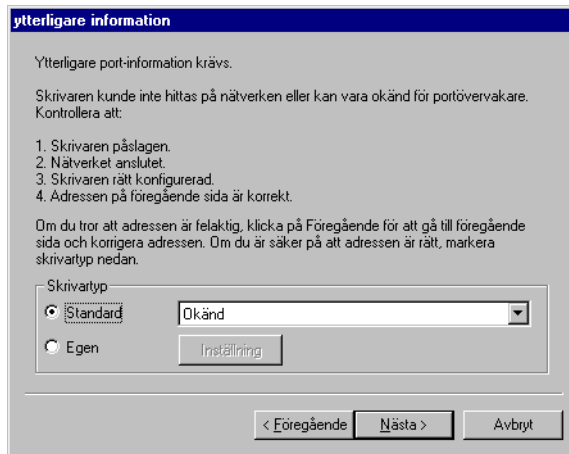 ytterligare information
Ytterligare port-information krävs.
Skrivaren kunde inte hittas på nätverken eller kan vara okänd för portövervakare.
Kontrollera att:
1. Skrivaren påslagen.
2. Nätverket anslutet.
3. Skrivaren rätt konfigurerad.
4. Adressen på föregående sida är korrekt.
Om du tror att adressen är felaktig, klicka på Föregående för att gå till föregående
sida och korrigera adressen. Om du är säker på att adressen är rätt, markera
skrivartyp nedan.
Skrivartyp
Standard Okänd
Egen Inställning
< Föregående Nästa > Avbryt